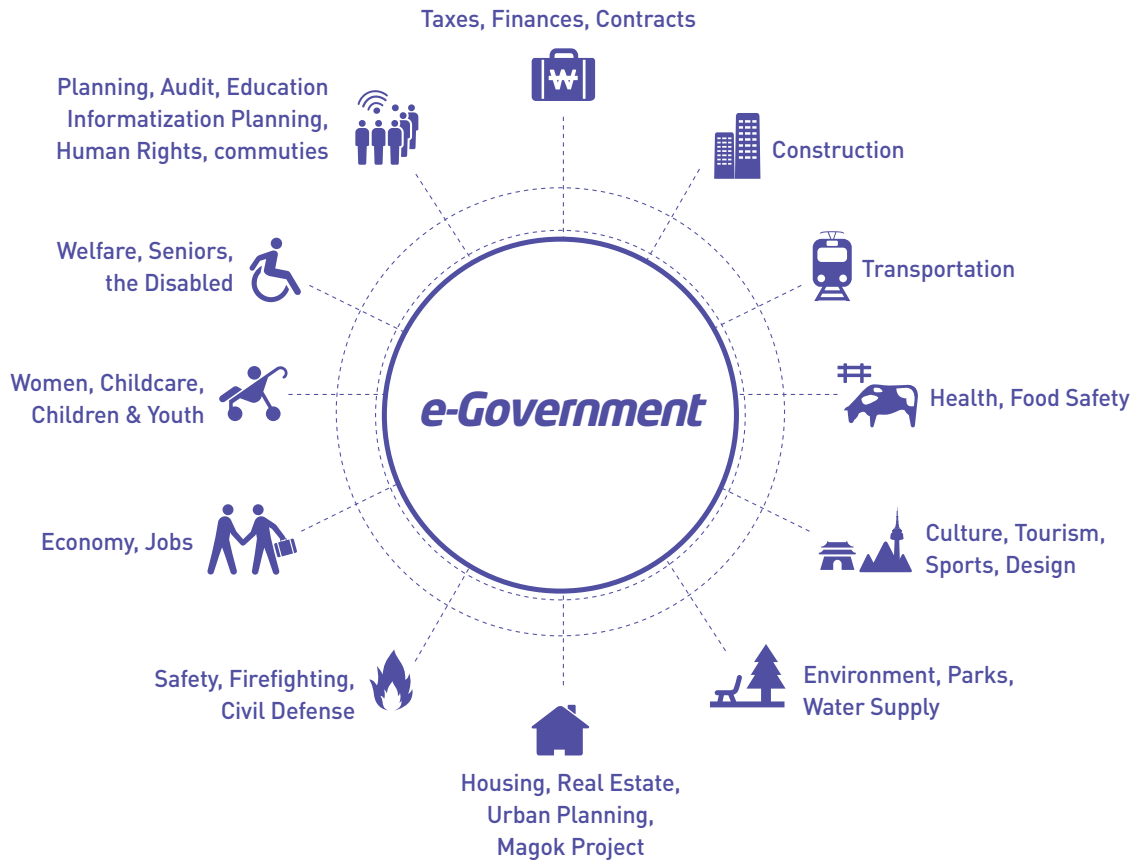 Taxes, Finances, Contracts
₩
Planning, Audit, Education
Informatization Planning,
Human Rights, commuties
Construction
Welfare, Seniors,
the Disabled
Transportation
Women, Childcare,
Children & Youth
e-Government
Health, Food Safety
Economy, Jobs
Culture, Tourism,
Sports, Design
Safety, Firefighting,
Civil Defense
Environment, Parks,
Water Supply
Housing, Real Estate,
Urban Planning,
Magok Project